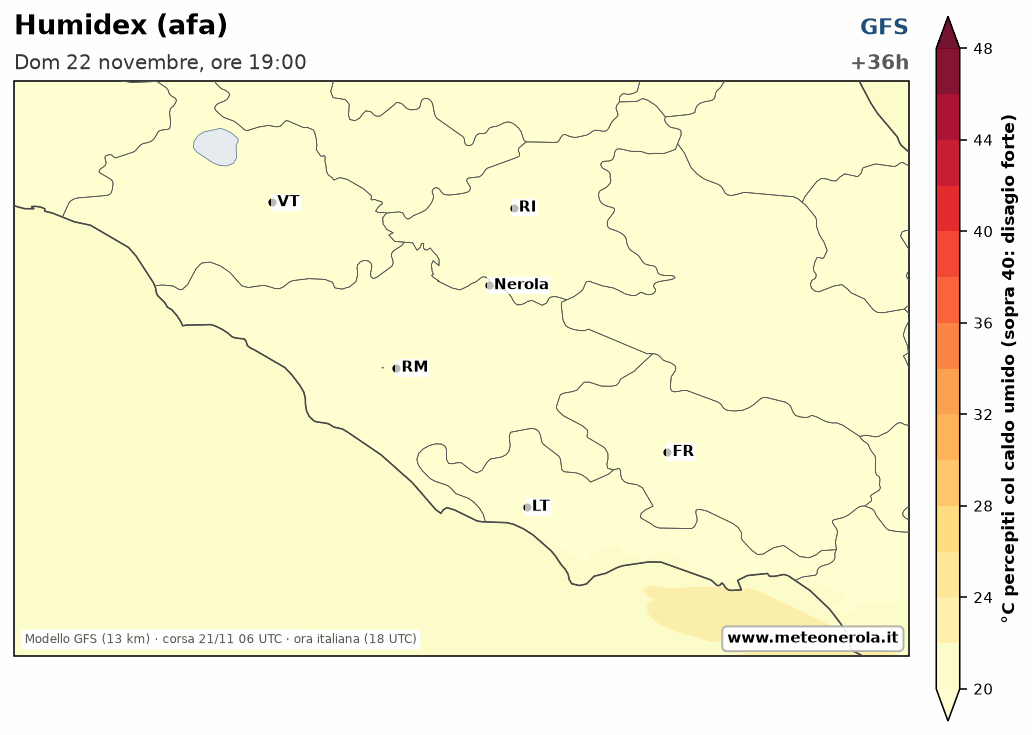 Humidex (afa)
GFS
Dom 22 novembre, ore 19:00
+36h
VT
RI
Nerola
RM
FR
LT
Modello GFS (13 km) · corsa 21/11 06 UTC · ora italiana (18 UTC)
www.meteonerola.it
48
44
40
36
32
28
24
20
°C percepiti col caldo umido (sopra 40: disagio forte)